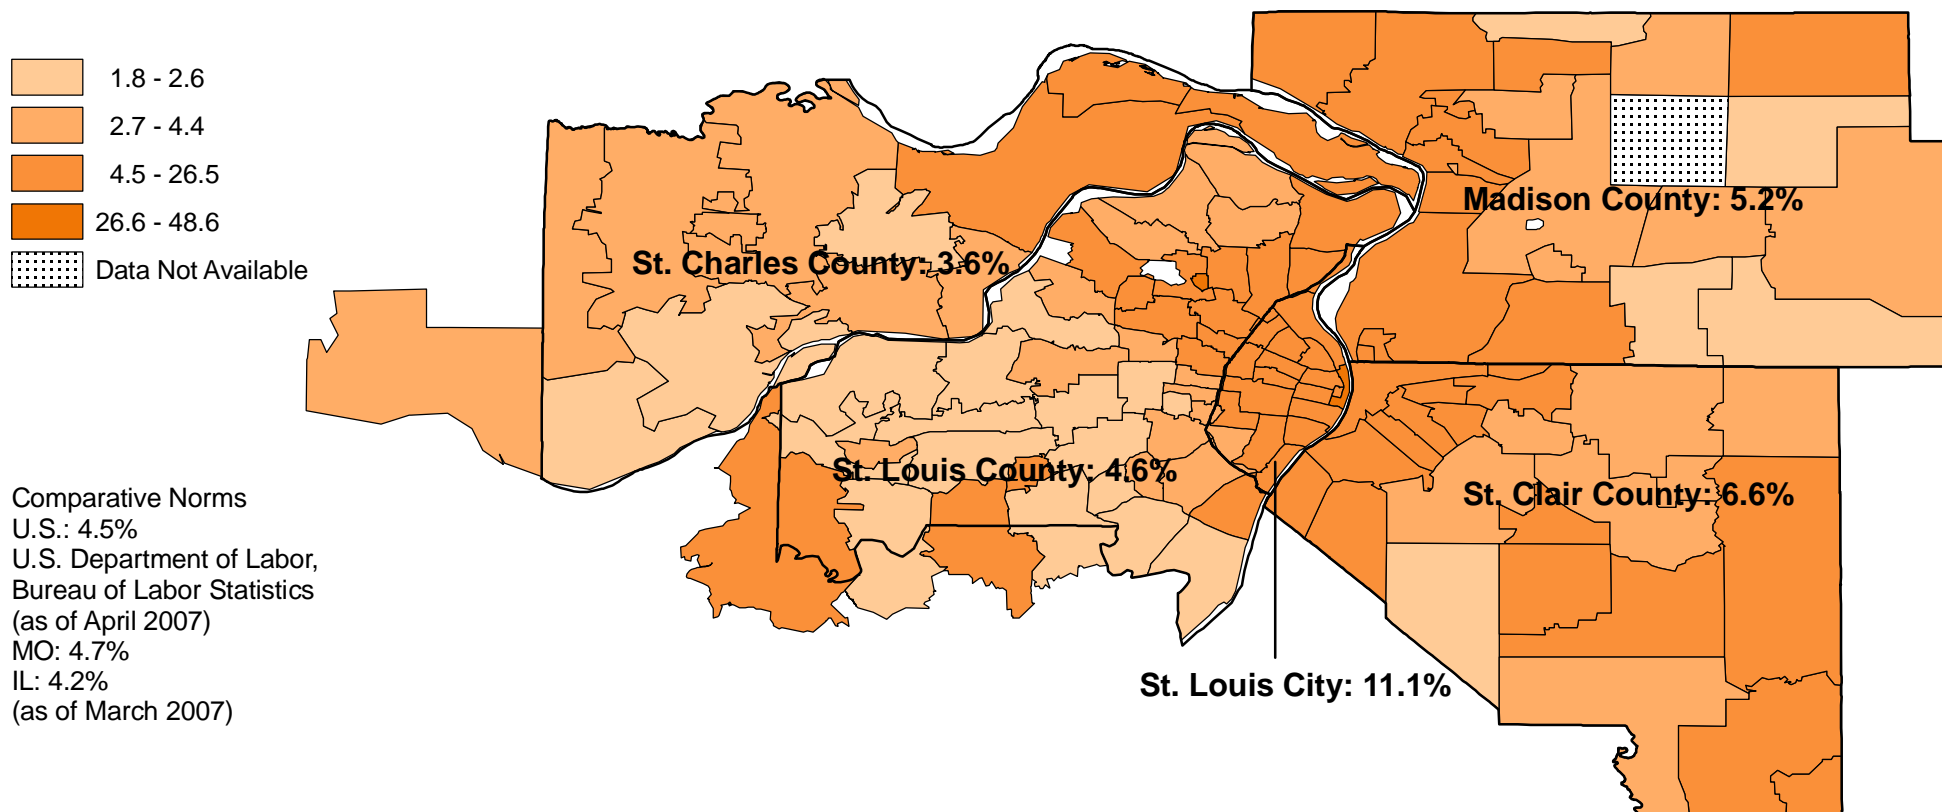 1.8 - 2.6
2.7 - 4.4
4.5 - 26.5
26.6 - 48.6
Data Not Available
Madison County: 5.2%
St. Charles County: 3.6%
St. Louis County: 4.6%
St. Clair County: 6.6%
St. Louis City: 11.1%
Comparative Norms
U.S.: 4.5%
U.S. Department of Labor,
Bureau of Labor Statistics
(as of April 2007)
MO: 4.7%
IL: 4.2%
(as of March 2007)